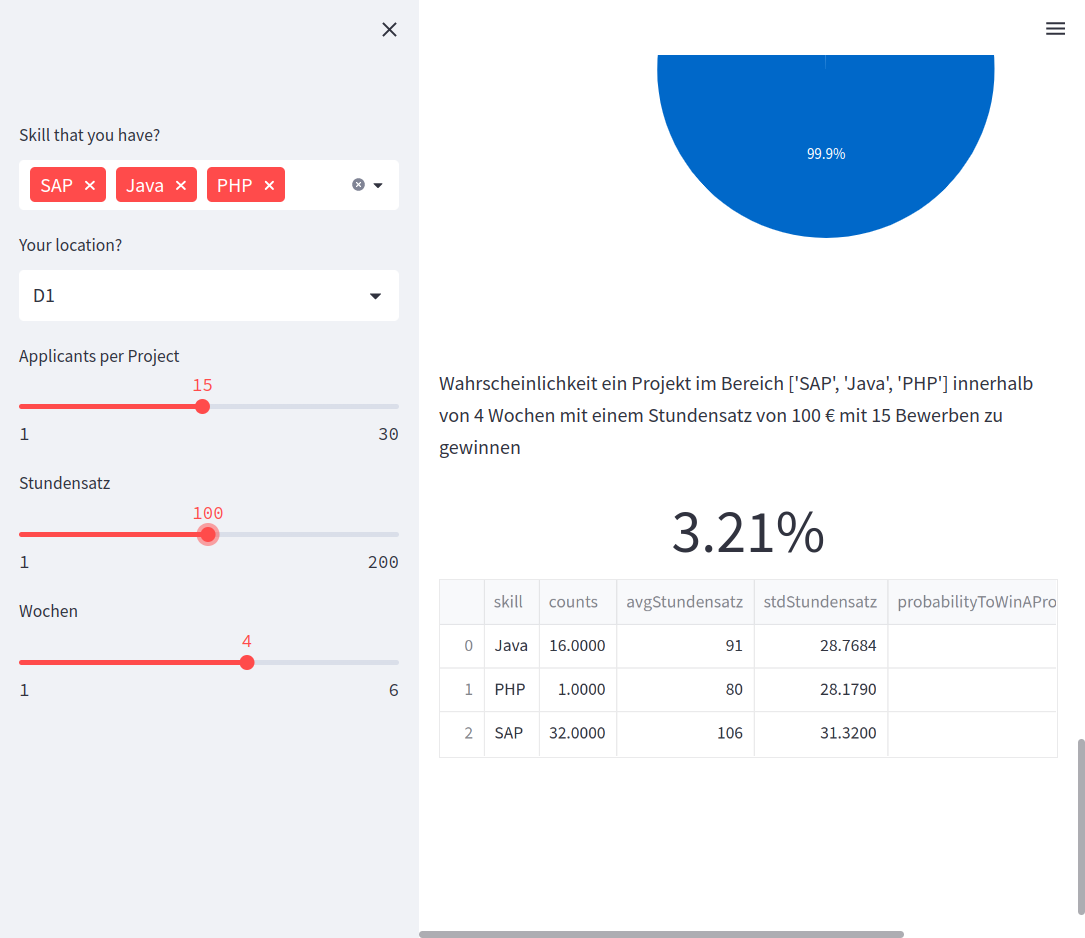 Skill that you have?
SAP Java PHP
Your location?
D1
Applicants per Project
15
1 30
Stundensatz
100
1 200
Wochen
4
1 6
99.9%
Wahrscheinlichkeit ein Projekt im Bereich ['SAP', 'Java', 'PHP'] innerhalb
von 4 Wochen mit einem Stundensatz von 100 € mit 15 Bewerben zu
gewinnen
3.21%
skill counts avgStundensatz stdStundensatz probabilityToWinAPro
0 Java 16.0000 91 28.7684
1 PHP 1.0000 80 28.1790
2 SAP 32.0000 106 31.3200